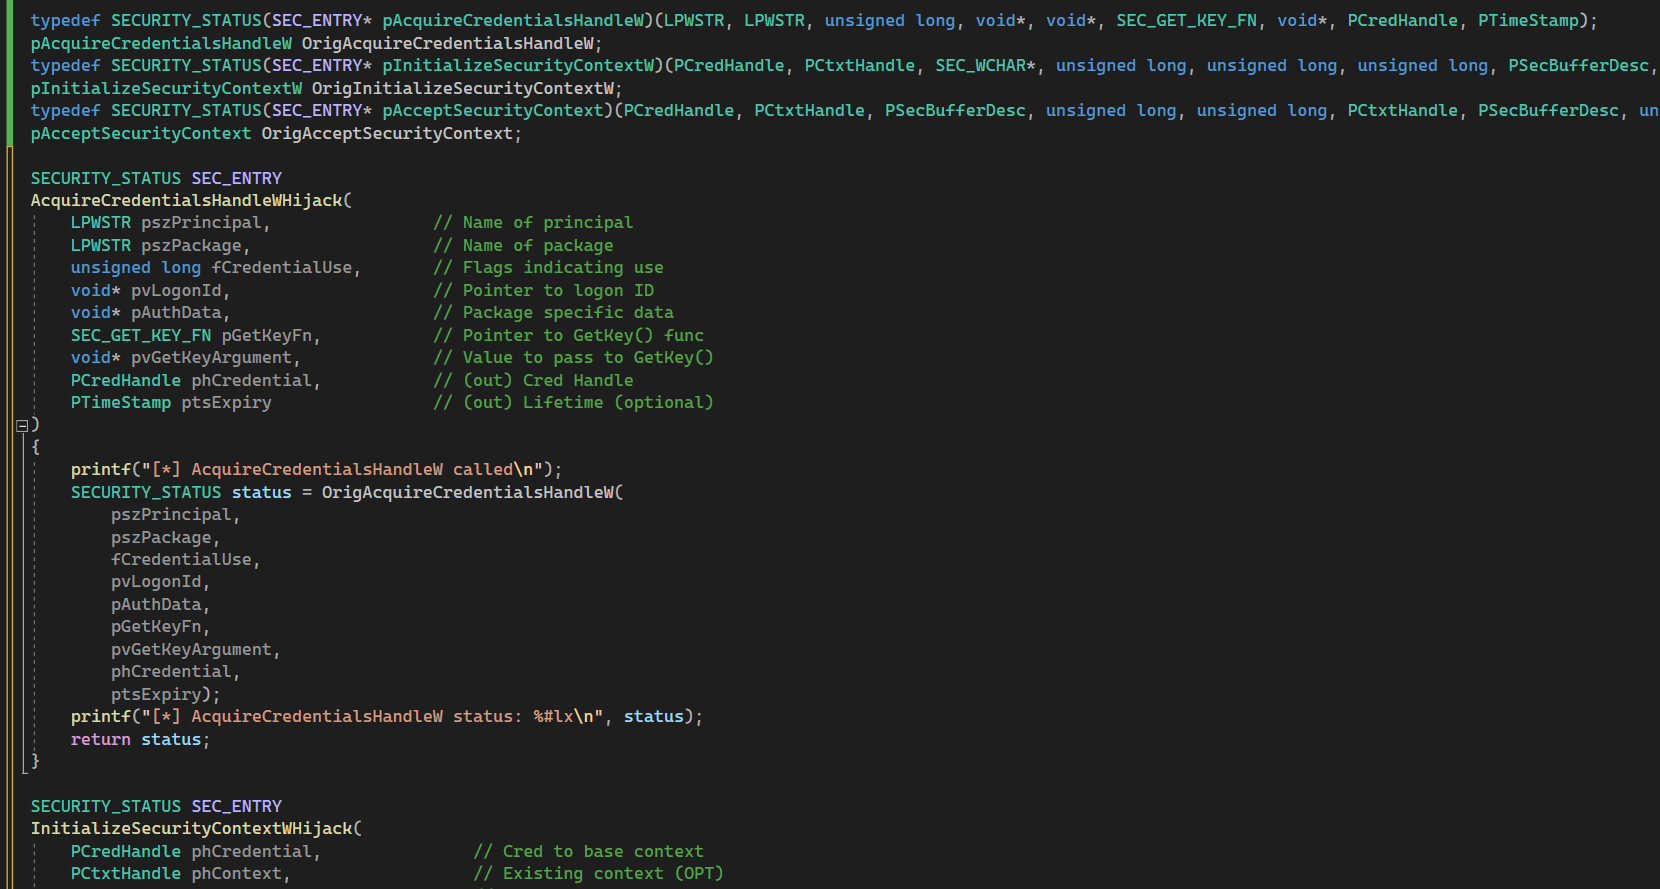 typedef SECURITY_STATUS(SEC_ENTRY* pAcquireCredentialsHandleW)(LPWSTR, LPWSTR, unsigned long, void*, void*, SEC_GET_KEY_FN, void*, PCredHandle, PTimeStamp);
pAcquireCredentialsHandleW OrigAcquireCredentialsHandleW;
typedef SECURITY_STATUS(SEC_ENTRY* pInitializeSecurityContextW)(PCredHandle, PCtxtHandle, SEC_WCHAR*, unsigned long, unsigned long, unsigned long, PSecBufferDesc,
pInitializeSecurityContextW OrigInitializeSecurityContextW;
typedef SECURITY_STATUS(SEC_ENTRY* pAcceptSecurityContext)(PCredHandle, PCtxtHandle, PSecBufferDesc, unsigned long, unsigned long, PCtxtHandle, PSecBufferDesc, un
pAcceptSecurityContext OrigAcceptSecurityContext;
SECURITY_STATUS SEC_ENTRY
AcquireCredentialsHandleWHijack(
LPWSTR pszPrincipal, // Name of principal
LPWSTR pszPackage, // Name of package
unsigned long fCredentialUse, // Flags indicating use
void* pvLogonId, // Pointer to logon ID
void* pAuthData, // Package specific data
SEC_GET_KEY_FN pGetKeyFn, // Pointer to GetKey() func
void* pvGetKeyArgument, // Value to pass to GetKey()
PCredHandle phCredential, // (out) Cred Handle
PTimeStamp ptsExpiry // (out) Lifetime (optional)
)
{
printf("[*] AcquireCredentialsHandleW called\n");
SECURITY_STATUS status = OrigAcquireCredentialsHandleW(
pszPrincipal,
pszPackage,
fCredentialUse,
pvLogonId,
pAuthData,
pGetKeyFn,
pvGetKeyArgument,
phCredential,
ptsExpiry);
printf("[*] AcquireCredentialsHandleW status: %#lx\n", status);
return status;
}
SECURITY_STATUS SEC_ENTRY
InitializeSecurityContextWHijack(
PCredHandle phCredential, // Cred to base context
PCtxtHandle phContext, // Existing context (OPT)